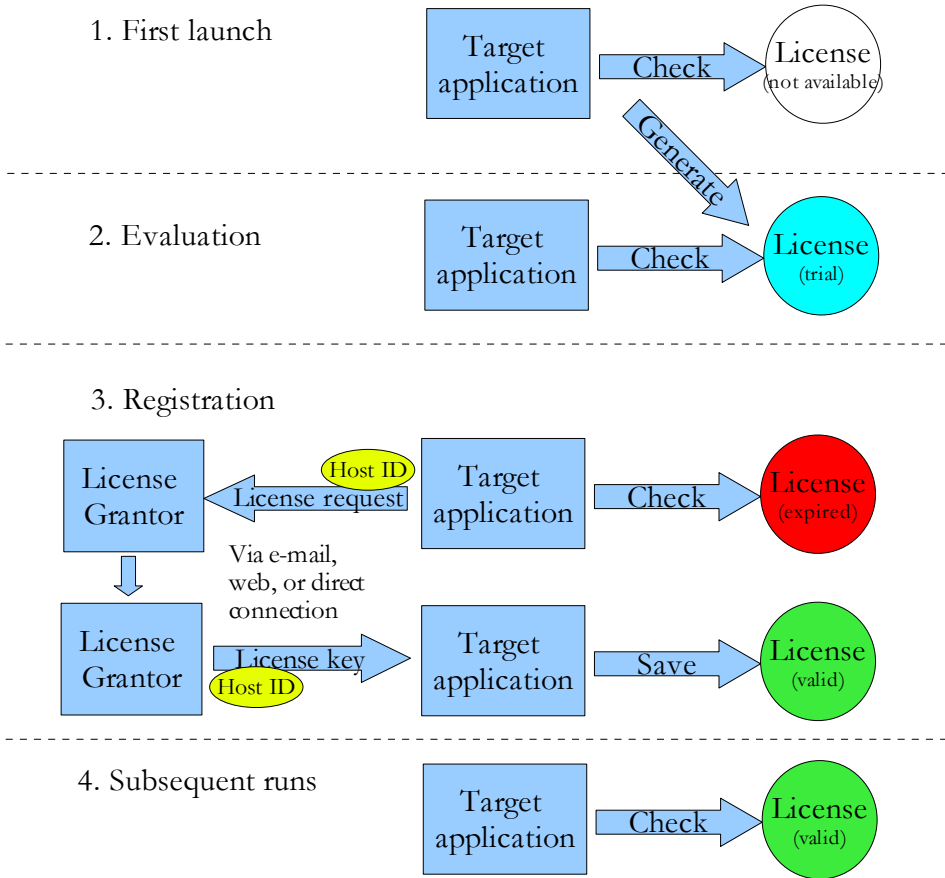 1. First launch
Target
application
Check
License
(not available)
Generate
2. Evaluation
Target
application
Check
License
(trial)
3. Registration
License
Grantor
Host ID
License request
Target
application
Check
License
(expired)
Via e-mail,
web, or direct
connection
License
Grantor
License key
Host ID
Target
application
Save
License
(valid)
4. Subsequent runs
Target
application
Check
License
(valid)